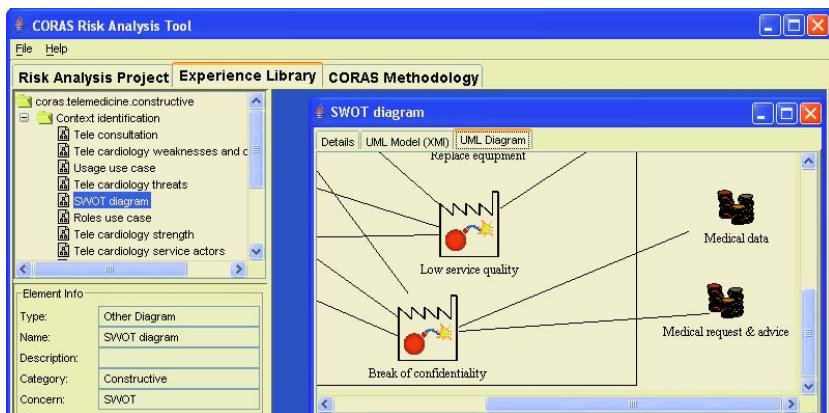 CORAS Risk Analysis Tool
File Help
Risk Analysis Project Experience Library CORAS Methodology
coras.telemedicine.constructive
Context identification
Tele consultation
Tele cardiology weaknesses and c
Usage use case
Tele cardiology threats
SWOT diagram
Roles use case
Tele cardiology strength
Tele cardiology service actors
Element Info
Type: Other Diagram
Name: SWOT diagram
Description:
Category: Constructive
Concern: SWOT
SWOT diagram
Details UML Model (XMI) UML Diagram
Replace equipment
Medical data
Low service quality
Medical request & advice
Break of confidentiality